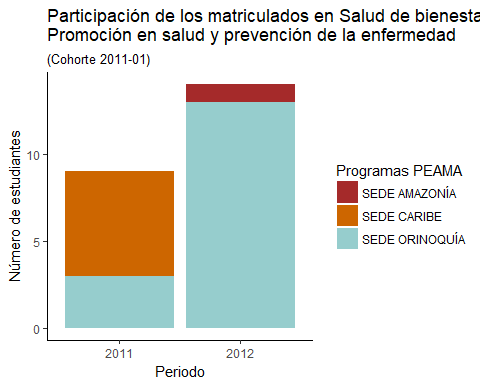 Participación de los matriculados en Salud de bienesta
Promoción en salud y prevención de la enfermedad
(Cohorte 2011-01)
Número de estudiantes
10
5
0
2011
2012
Periodo
Programas PEAMA
SEDE AMAZONÍA
SEDE CARIBE
SEDE ORINOQUÍA